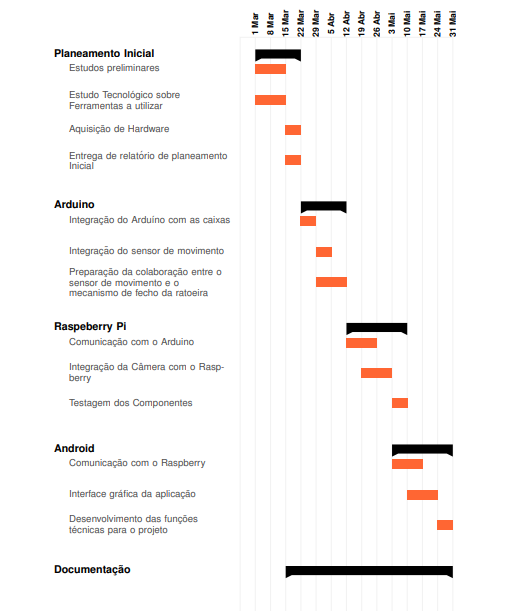 1 Mar
8 Mar
15 Mar
22 Mar
29 Mar
5 Abr
12 Abr
19 Abr
26 Abr
3 Mai
10 Mai
17 Mai
24 Mai
31 Mai
Planeamento Inicial
Estudos preliminares
Estudo Tecnológico sobre
Ferramentas a utilizar
Aquisição de Hardware
Entrega de relatório de planeamento
Inicial
Arduino
Integração do Arduíno com as caixas
Integração do sensor de movimento
Preparação da colaboração entre o
sensor de movimento e o
mecanismo de fecho da ratoeira
Raspeberry Pi
Comunicação com o Arduino
Integração da Câmera com o Rasp-
berry
Testagem dos Componentes
Android
Comunicação com o Raspberry
Interface gráfica da aplicação
Desenvolvimento das funções
técnicas para o projeto
Documentação